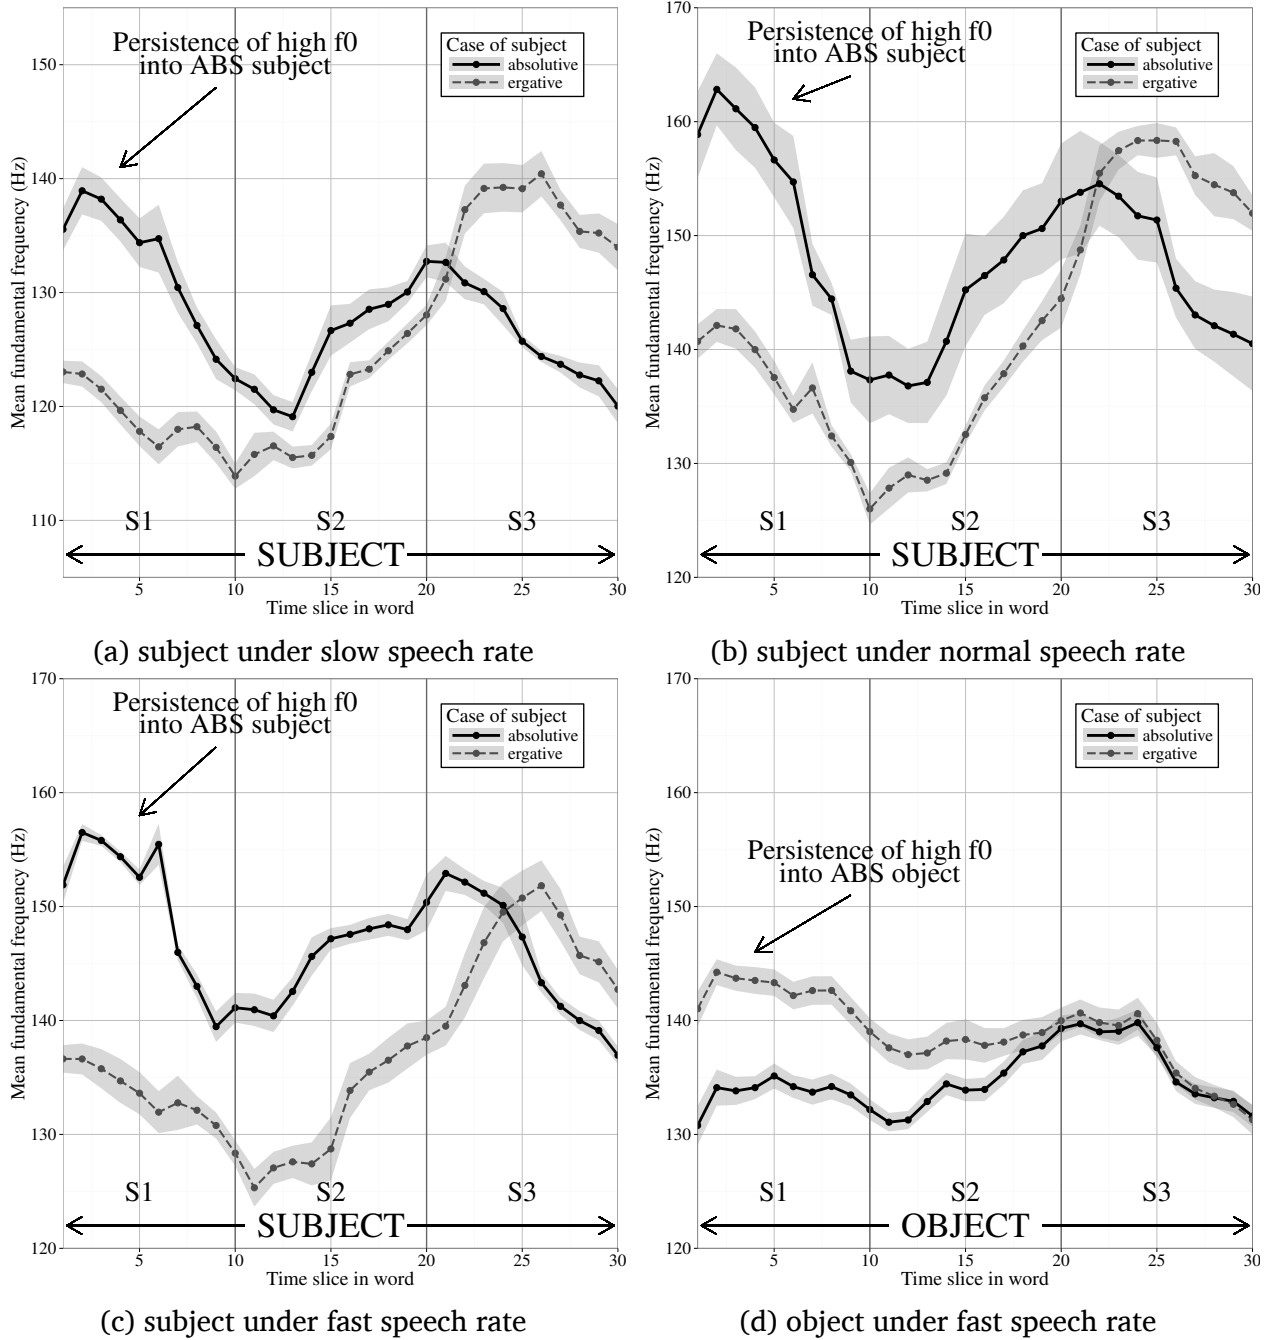 Persistence of high f0
into ABS subject
Case of subject
absolutive
ergative
Mean fundamental frequency (Hz)
150
140
130
120
110
S1 S2 S3
SUBJECT
5 10 15 20 25 30
Time slice in word
(a) subject under slow speech rate
Persistence of high f0
into ABS subject
Case of subject
absolutive
ergative
Mean fundamental frequency (Hz)
170
160
150
140
130
120
S1 S2 S3
SUBJECT
5 10 15 20 25 30
Time slice in word
(b) subject under normal speech rate
Persistence of high f0
into ABS subject
Case of subject
absolutive
ergative
Mean fundamental frequency (Hz)
170
160
150
140
130
120
S1 S2 S3
SUBJECT
5 10 15 20 25 30
Time slice in word
(c) subject under fast speech rate
Case of subject
absolutive
ergative
Persistence of high f0
into ABS object
Mean fundamental frequency (Hz)
170
160
150
140
130
120
S1 S2 S3
OBJECT
5 10 15 20 25 30
Time slice in word
(d) object under fast speech rate